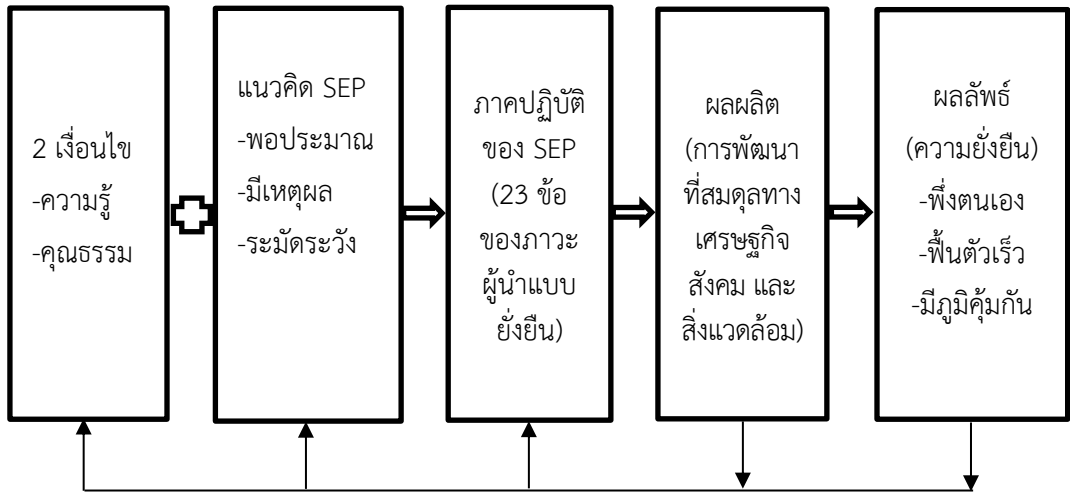 2 เงื่อนไข
-ความรู้
-คุณธรรม
แนวคิด SEP
-พอประมาณ
-มีเหตุผล
-ระมัดระวัง
ภาคปฏิบัติ
ของ SEP
(23 ข้อ
ของภาวะ
ผู้นำแบบ
ยั่งยืน)
ผลผลิต
(การพัฒนา
ที่สมดุลทาง
เศรษฐกิจ
สังคม และ
สิ่งแวดล้อม)
ผลลัพธ์
(ความยั่งยืน)
-พึ่งตนเอง
-ฟื้นตัวเร็ว
-มีภูมิคุ้มกัน